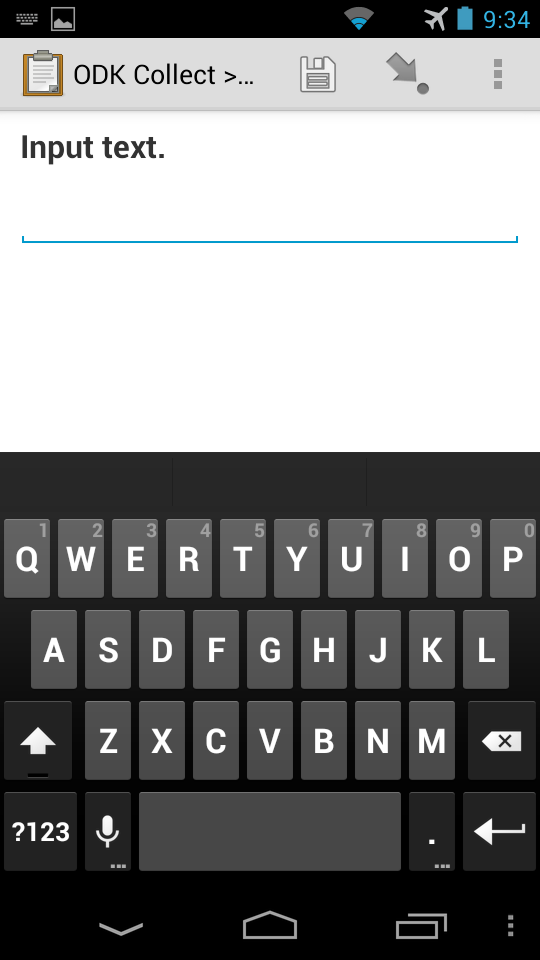 9:34
ODK Collect >...
Input text.
1 2 3 4 5 6 7 8 9 0
Q W E R T Y U I O P
A S D F G H J K L
Z X C V B N M
?123 .